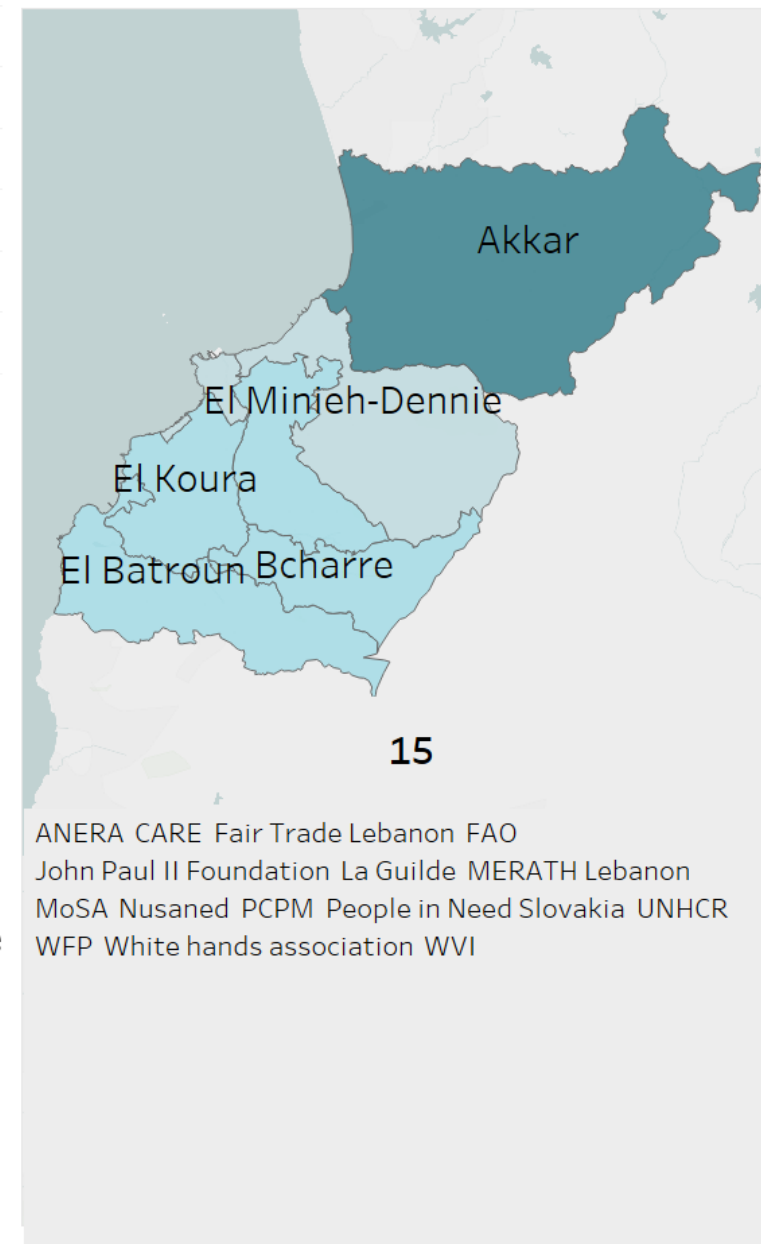 Akkar
El Minieh-Dennie
El Koura
El Batroun Bcharre
15
ANERA CARE Fair Trade Lebanon FAO
John Paul II Foundation La Guilde MERATH Lebanon
MoSA Nusaned PCPM People in Need Slovakia UNHCR
WFP White hands association WVI